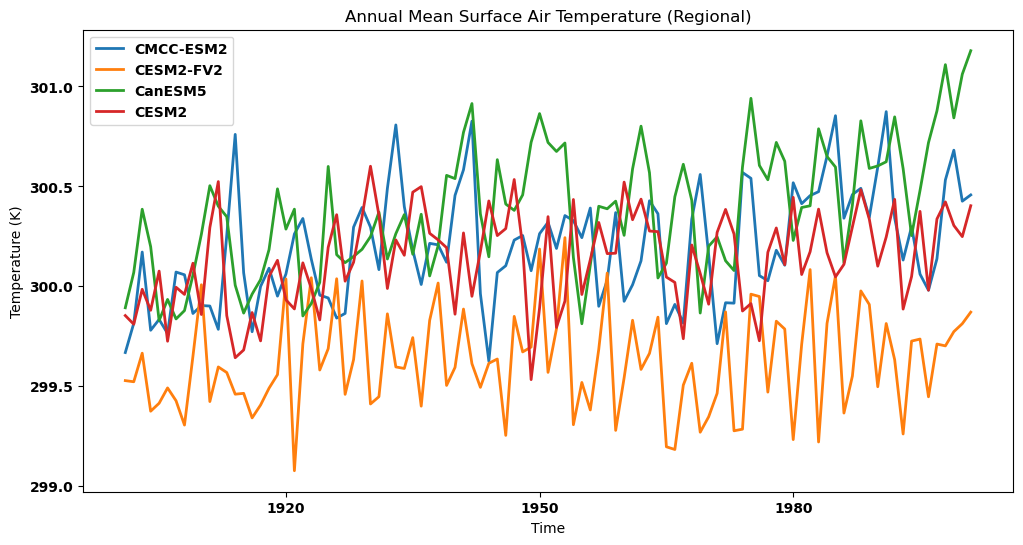 Annual Mean Surface Air Temperature (Regional)
CMCC-ESM2
CESM2-FV2
CanESM5
CESM2
301.0
300.5
300.0
299.5
299.0
Temperature (K)
1920
1950
1980
Time